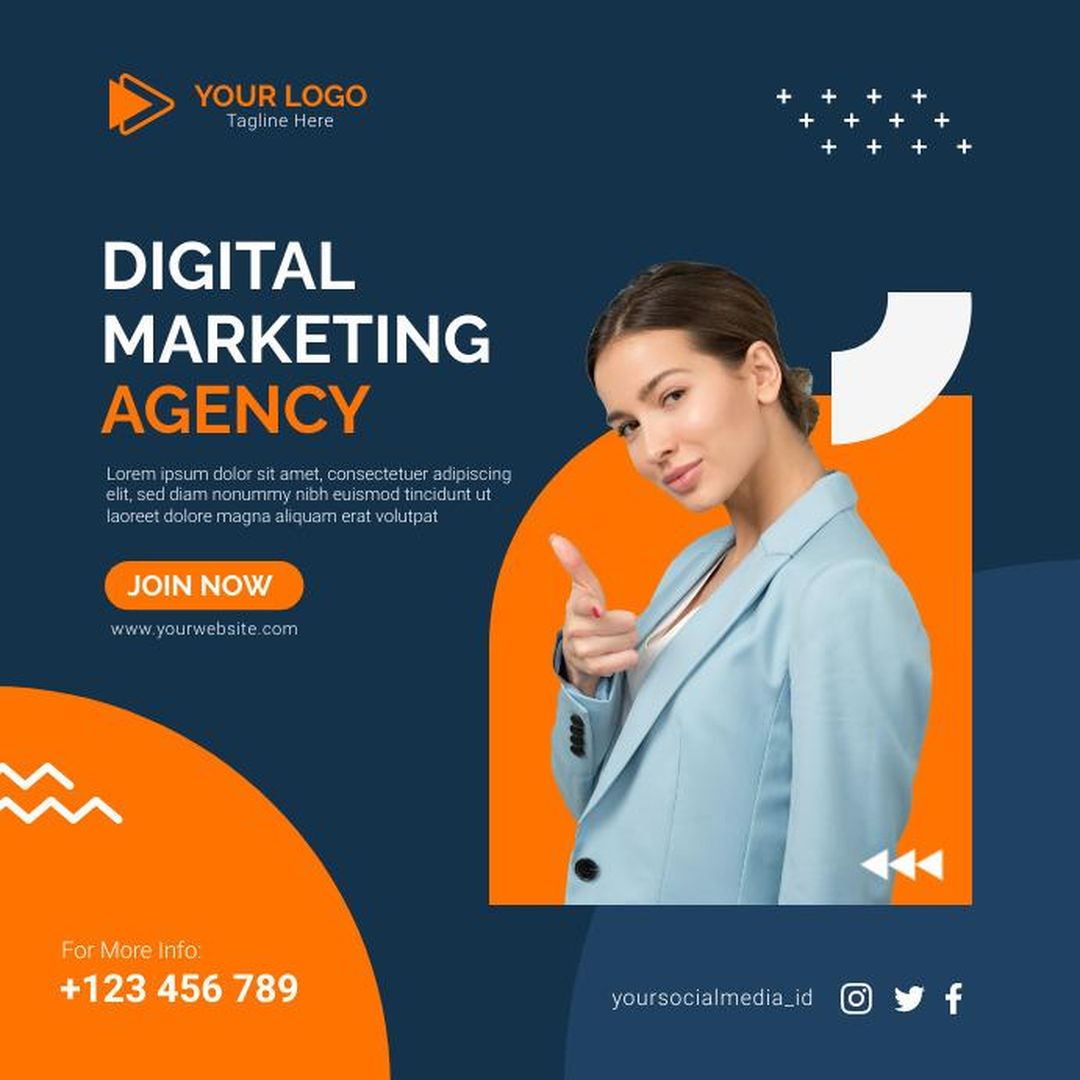 YOUR LOGO
Tagline Here
DIGITAL
MARKETING
AGENCY
Lorem ipsum dolor sit amet, consectetuer adipiscing
elit, sed diam nonummy nibh euismod tincidunt ut
laoreet dolore magna aliquam erat volutpat
JOIN NOW
www.yourwebsite.com
For More Info:
+123 456 789
yoursocialmedia_id